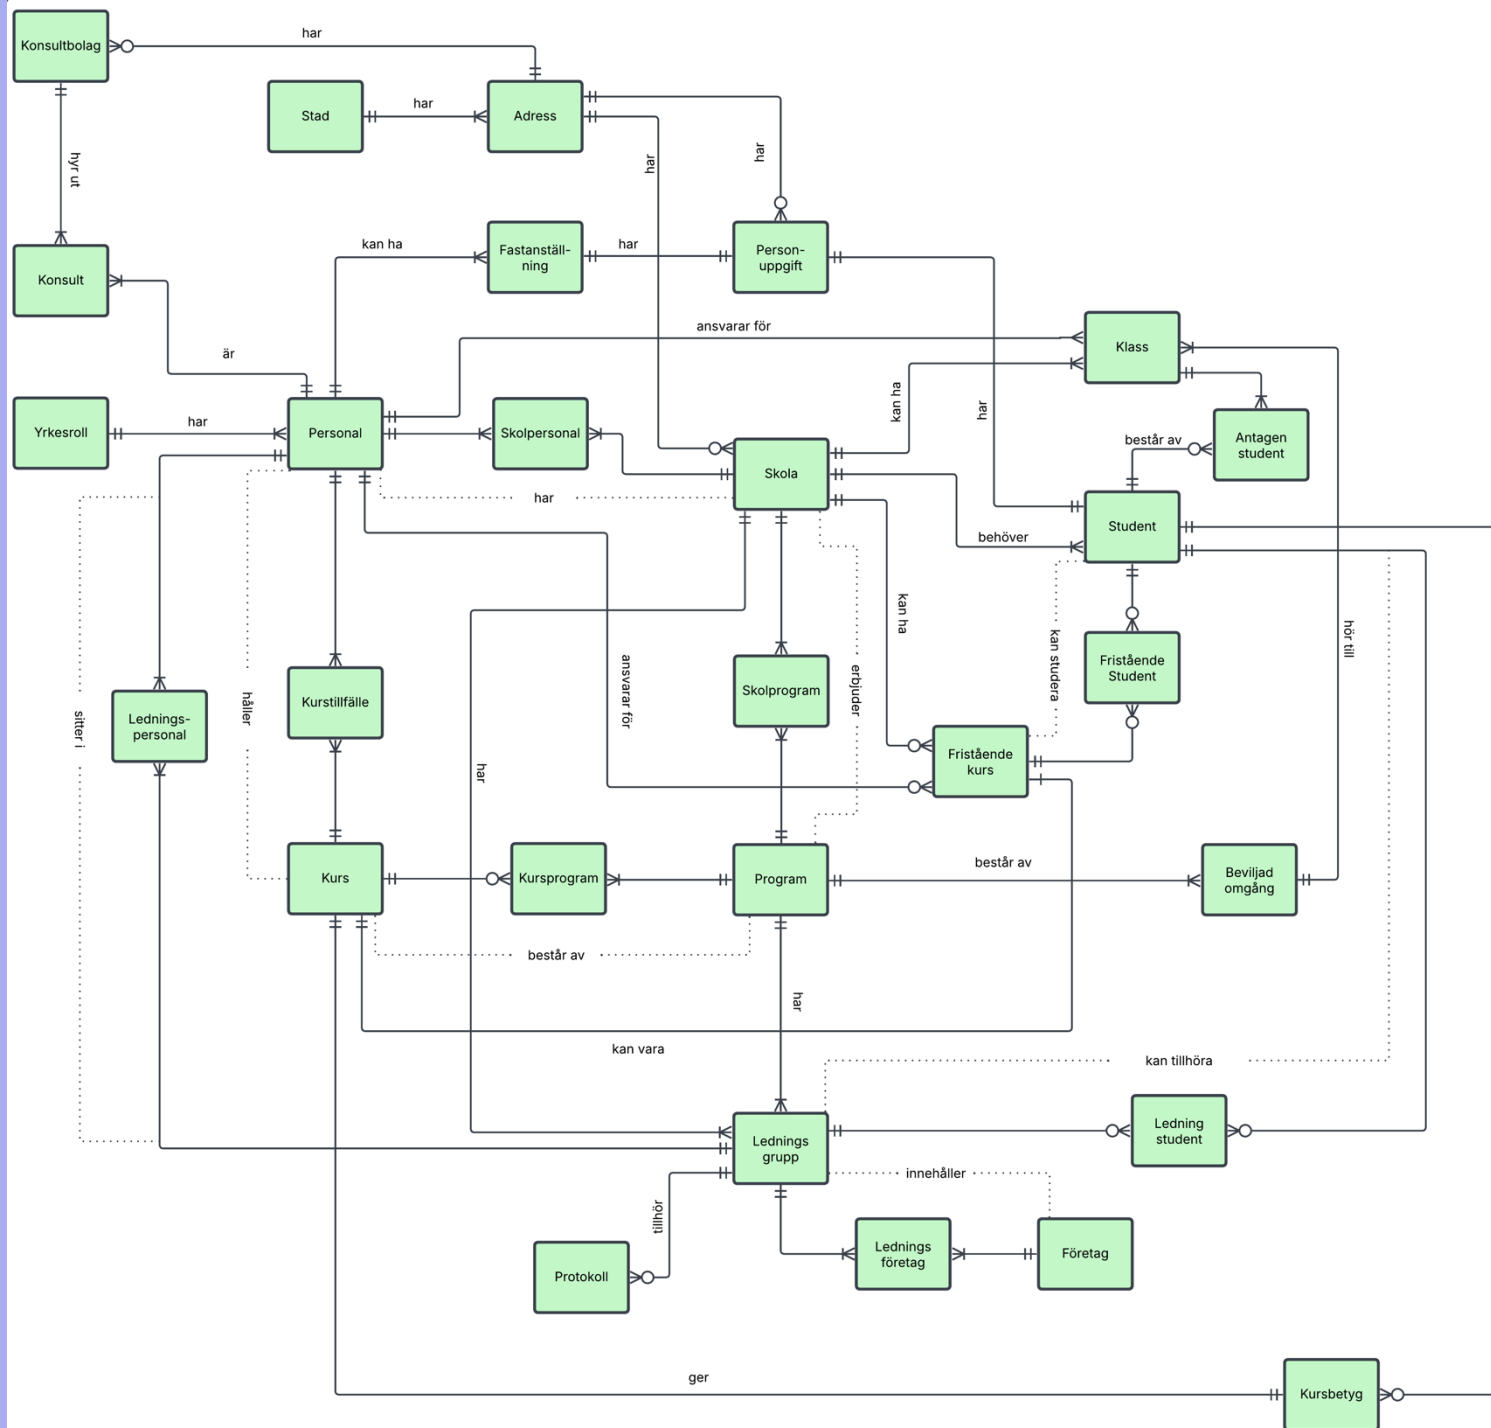 har
Konsultbolag
Stad
har
Adress
hyr ut
har
har
kan ha
Fastanställ-
ning
har
Person-
uppgift
Konsult
ansvarar för
Klass
är
kan ha
har
Yrkesroll
har
Personal
Skolpersonal
Skola
består av
Antagen
student
har
behöver
Student
kan ha
kan studera
hör till
Fristående
Student
sitter i
Lednings-
personal
håller
Kurstillfälle
ansvarar för
Skolprogram
erbjuder
har
Fristående
kurs
Kurs
Kursprogram
Program
består av
Beviljad
omgång
består av
har
kan vara
kan tillhöra
Lednings
grupp
Ledning
student
innehåller
tillhör
Protokoll
Lednings
företag
Företag
ger
Kursbetyg